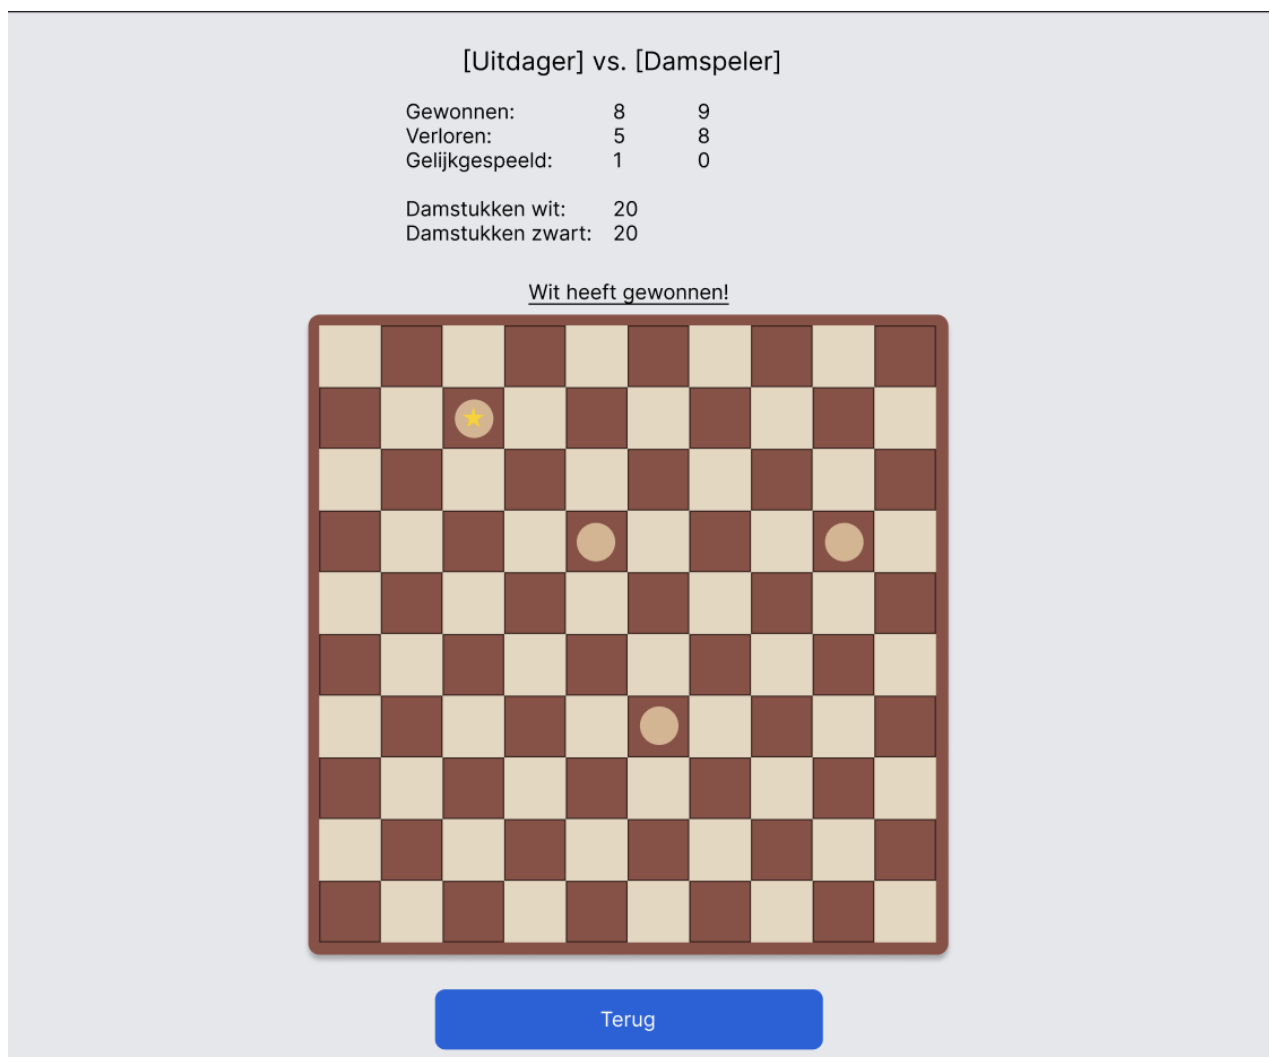 [Uitdager] vs. [Damspeler]
Gewonnen: 8 9
Verloren: 5 8
Gelijkgespeeld: 1 0
Damstukken wit: 20
Damstukken zwart: 20
Wit heeft gewonnen!
Terug